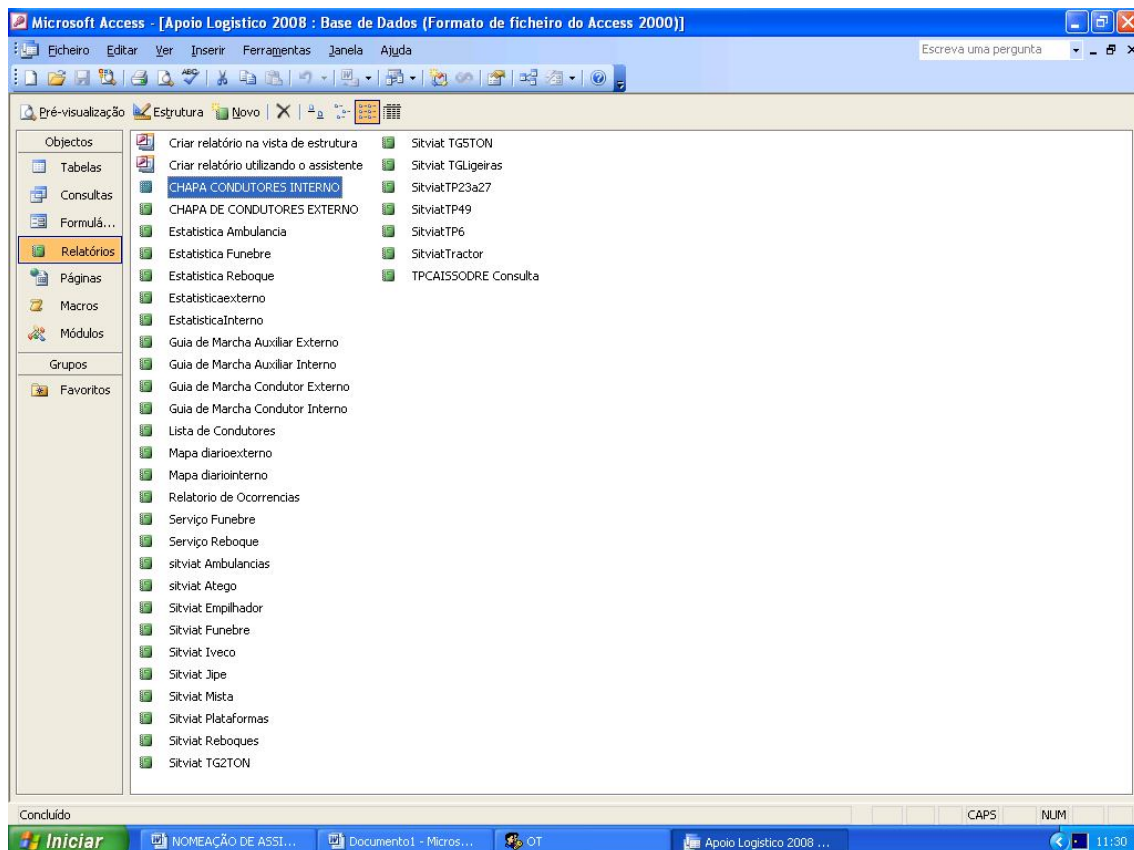 Microsoft Access - [Apoio Logistico 2008 : Base de Dados (Formato de ficheiro do Access 2000)]
Ficheiro Editar Ver Inserir Ferramentas Janela Ajuda Escreva uma pergunta
Pré-visualização Estrutura Novo
Objectos
Tabelas
Consultas
Formulá...
Relatórios
Páginas
Macros
Módulos
Grupos
Favoritos
Criar relatório na vista de estrutura
Criar relatório utilizando o assistente
CHAPA CONDUTORES INTERNO
CHAPA DE CONDUTORES EXTERNO
Estatistica Ambulancia
Estatistica Funebre
Estatistica Reboque
Estatisticaexterno
EstatisticaInterno
Guia de Marcha Auxiliar Externo
Guia de Marcha Auxiliar Interno
Guia de Marcha Condutor Externo
Guia de Marcha Condutor Interno
Lista de Condutores
Mapa diarioexterno
Mapa diariointerno
Relatorio de Ocorrencias
Serviço Funebre
Serviço Reboque
sitviat Ambulancias
sitviat Atego
Sitviat Empilhador
Sitviat Funebre
Sitviat Iveco
Sitviat Jipe
Sitviat Mista
Sitviat Plataformas
Sitviat Reboques
Sitviat TG2TON
Sitviat TG5TON
Sitviat TGLigeiras
SitviatTP23a27
SitviatTP49
SitviatTP6
SitviatTractor
TPCAISSODRE Consulta
Concluído CAPS NUM
Iniciar NOMEAÇÃO DE ASSI... Documento1 - Micros... OT Apoio Logistico 2008 ... 11:30